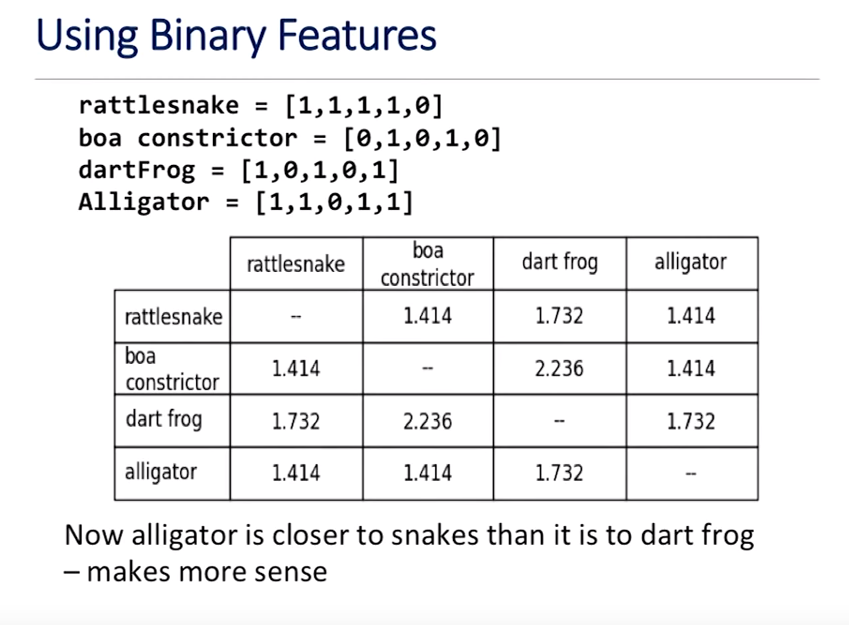 Using Binary Features
rattlesnake = [1,1,1,1,0]
boa constrictor = [0,1,0,1,0]
dartFrog = [1,0,1,0,1]
Alligator = [1,1,0,1,1]
rattlesnake boa constrictor dart frog alligator
rattlesnake -- 1.414 1.732 1.414
boa constrictor 1.414 -- 2.236 1.414
dart frog 1.732 2.236 -- 1.732
alligator 1.414 1.414 1.732 --
Now alligator is closer to snakes than it is to dart frog
– makes more sense